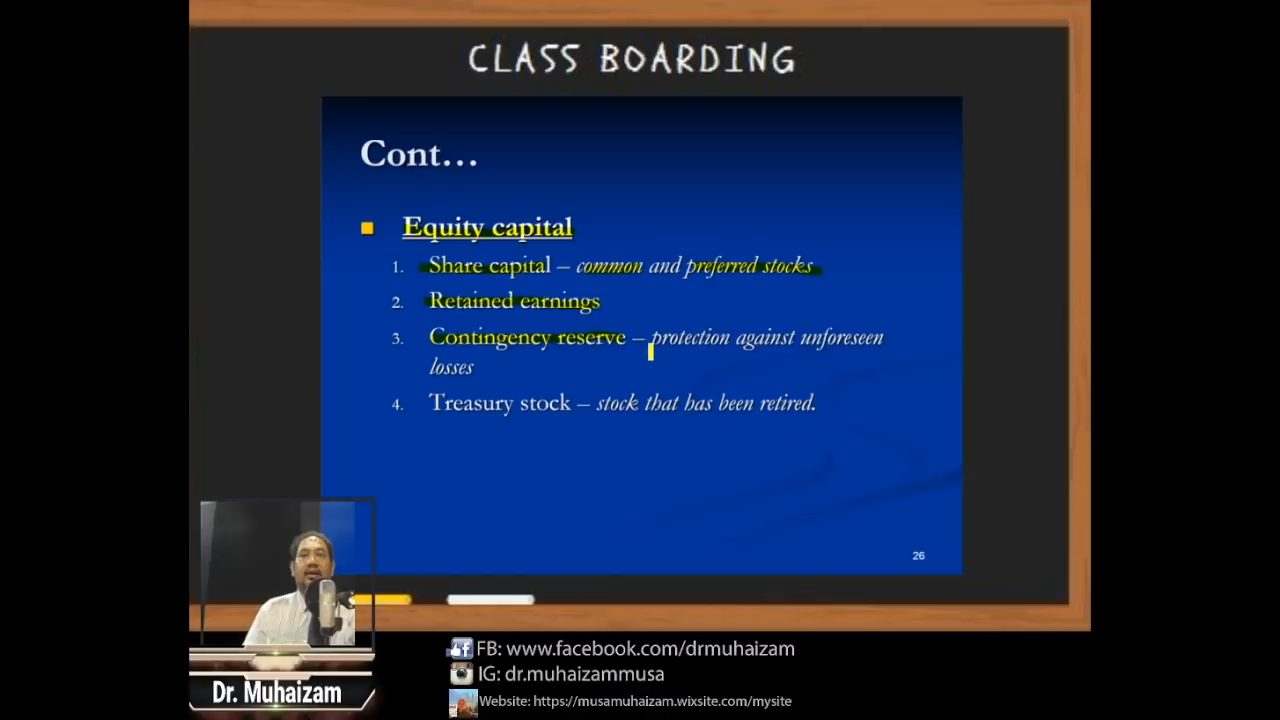 CLASS BOARDING
Cont…
Equity capital
1. Share capital – common and preferred stocks
2. Retained earnings
3. Contingency reserve – protection against unforeseen
losses
4. Treasury stock – stock that has been retired.
26
Dr. Muhaizam
FB: www.facebook.com/drmuhaizam
IG: dr.muhaizammusa
Website: https://musamuhaizam.wixsite.com/mysite